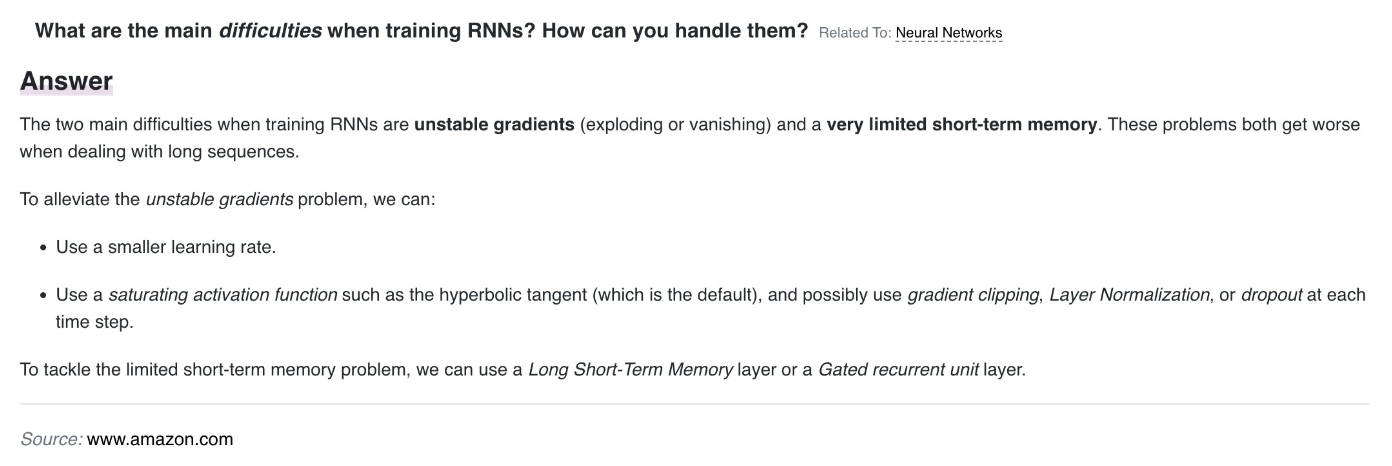 What are the main difficulties when training RNNs? How can you handle them? Related To: Neural Networks
Answer
The two main difficulties when training RNNs are unstable gradients (exploding or vanishing) and a very limited short-term memory. These problems both get worse
when dealing with long sequences.
To alleviate the unstable gradients problem, we can:
• Use a smaller learning rate.
• Use a saturating activation function such as the hyperbolic tangent (which is the default), and possibly use gradient clipping, Layer Normalization, or dropout at each
time step.
To tackle the limited short-term memory problem, we can use a Long Short-Term Memory layer or a Gated recurrent unit layer.
Source: www.amazon.com